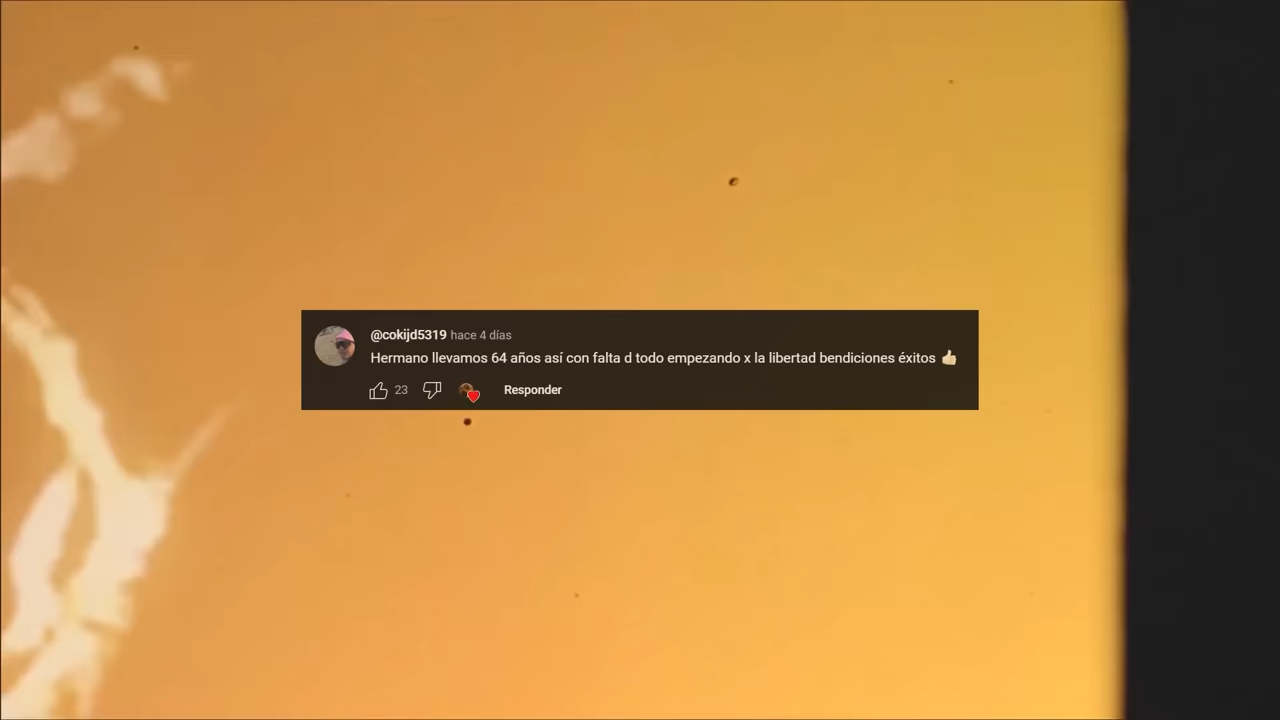 @cokijd5319 hace 4 días
Hermano llevamos 64 años así con falta d todo empezando x la libertad bendiciones éxitos 👍🏻
23 Responder